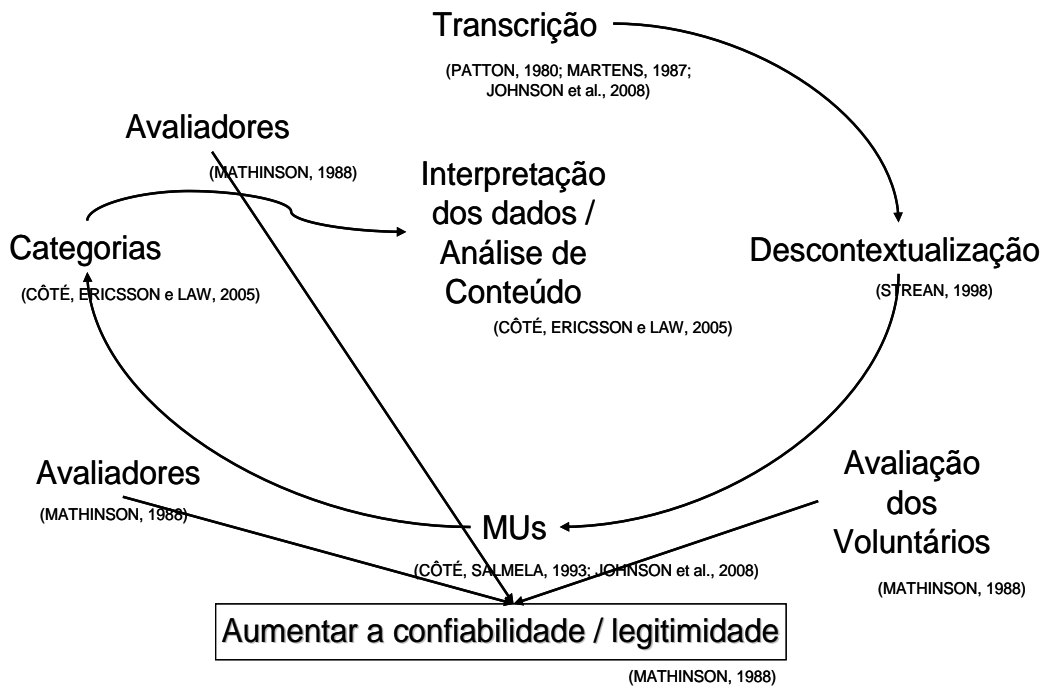 Transcrição
(PATTON, 1980; MARTENS, 1987;
JOHNSON et al., 2008)
Avaliadores
(MATHINSON, 1988)
Interpretação
dos dados /
Análise de
Conteúdo
(CÔTÉ, ERICSSON e LAW, 2005)
Categorias
(CÔTÉ, ERICSSON e LAW, 2005)
Descontextualização
(STREAN, 1998)
Avaliadores
(MATHINSON, 1988)
Avaliação
dos
Voluntários
(MATHINSON, 1988)
MUs
(CÔTÉ, SALMELA, 1993; JOHNSON et al., 2008)
Aumentar a confiabilidade / legitimidade
(MATHINSON, 1988)